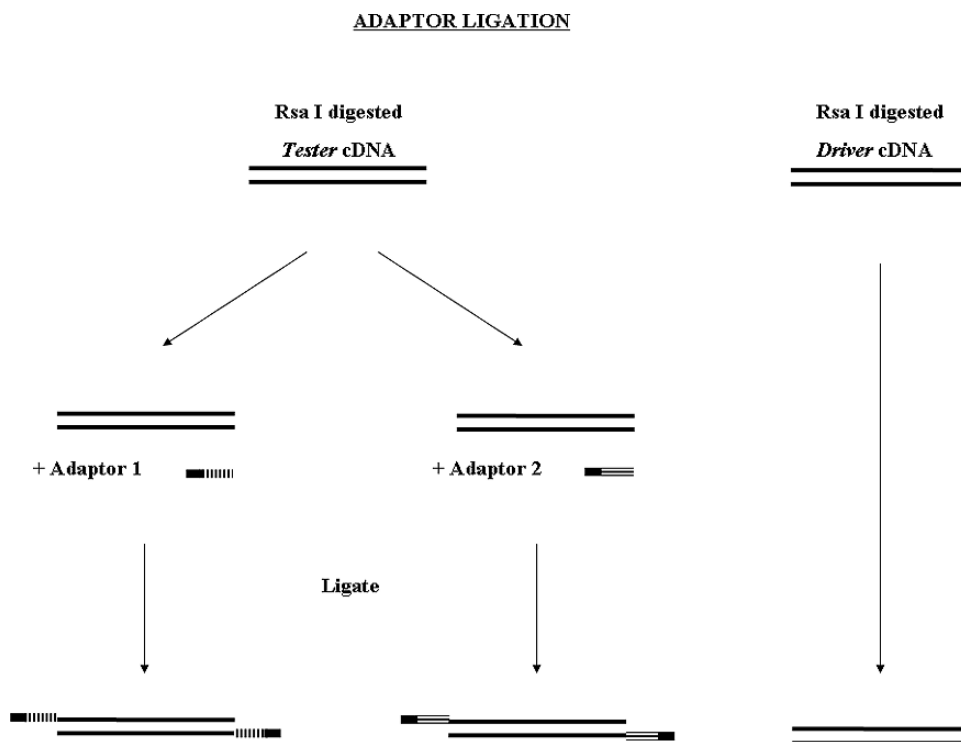 ADAPTOR LIGATION
Rsa I digested
Tester cDNA
Rsa I digested
Driver cDNA
+ Adaptor 1
+ Adaptor 2
Ligate